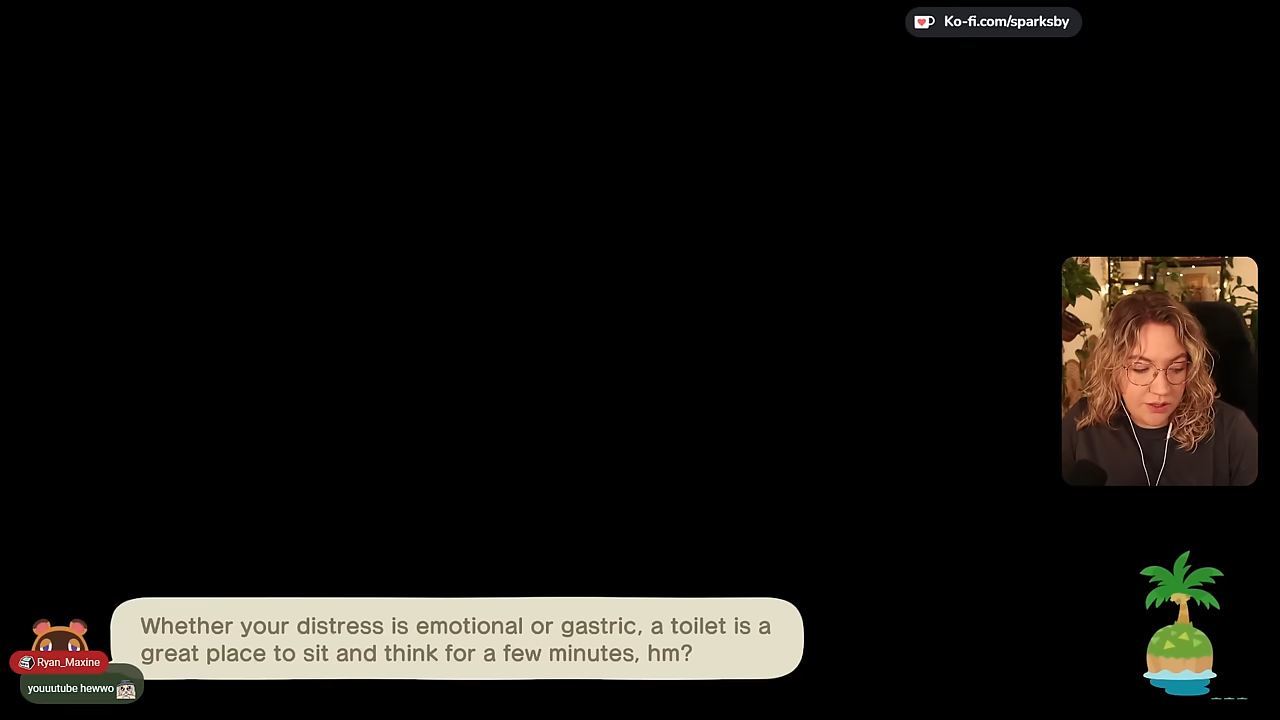 Ko-fi.com/sparksby
Whether your distress is emotional or gastric, a toilet is a
great place to sit and think for a few minutes, hm?
Ryan_Maxine
youuutube hewwo